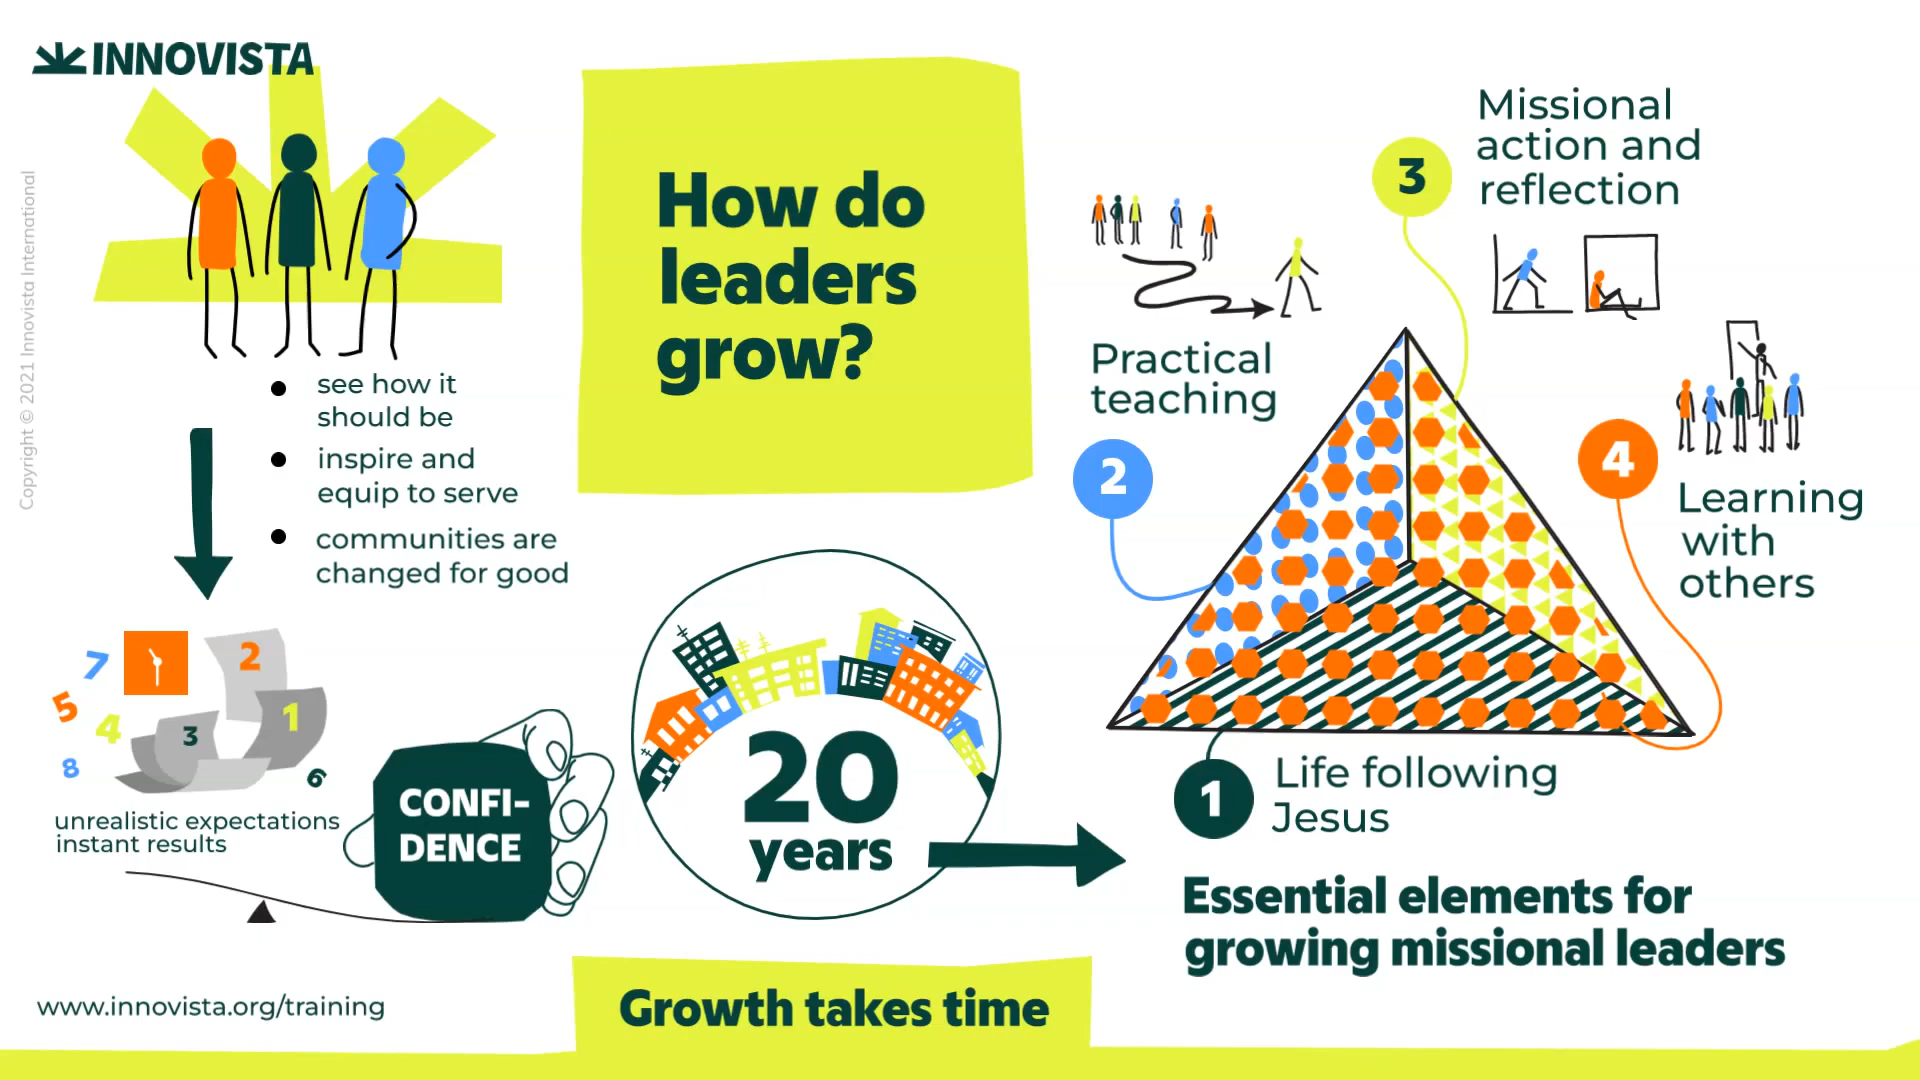 INNOVISTA
Copyright © 2021 Innovista International
see how it
should be
inspire and
equip to serve
communities are
changed for good
7
2
5
4
3
1
8
6
unrealistic expectations
instant results
CONFI-
DENCE
www.innovista.org/training
How do
leaders
grow?
20
years
Growth takes time
Missional
action and
reflection
3
Practical
teaching
2
4
Learning
with
others
1
Life following
Jesus
Essential elements for
growing missional leaders